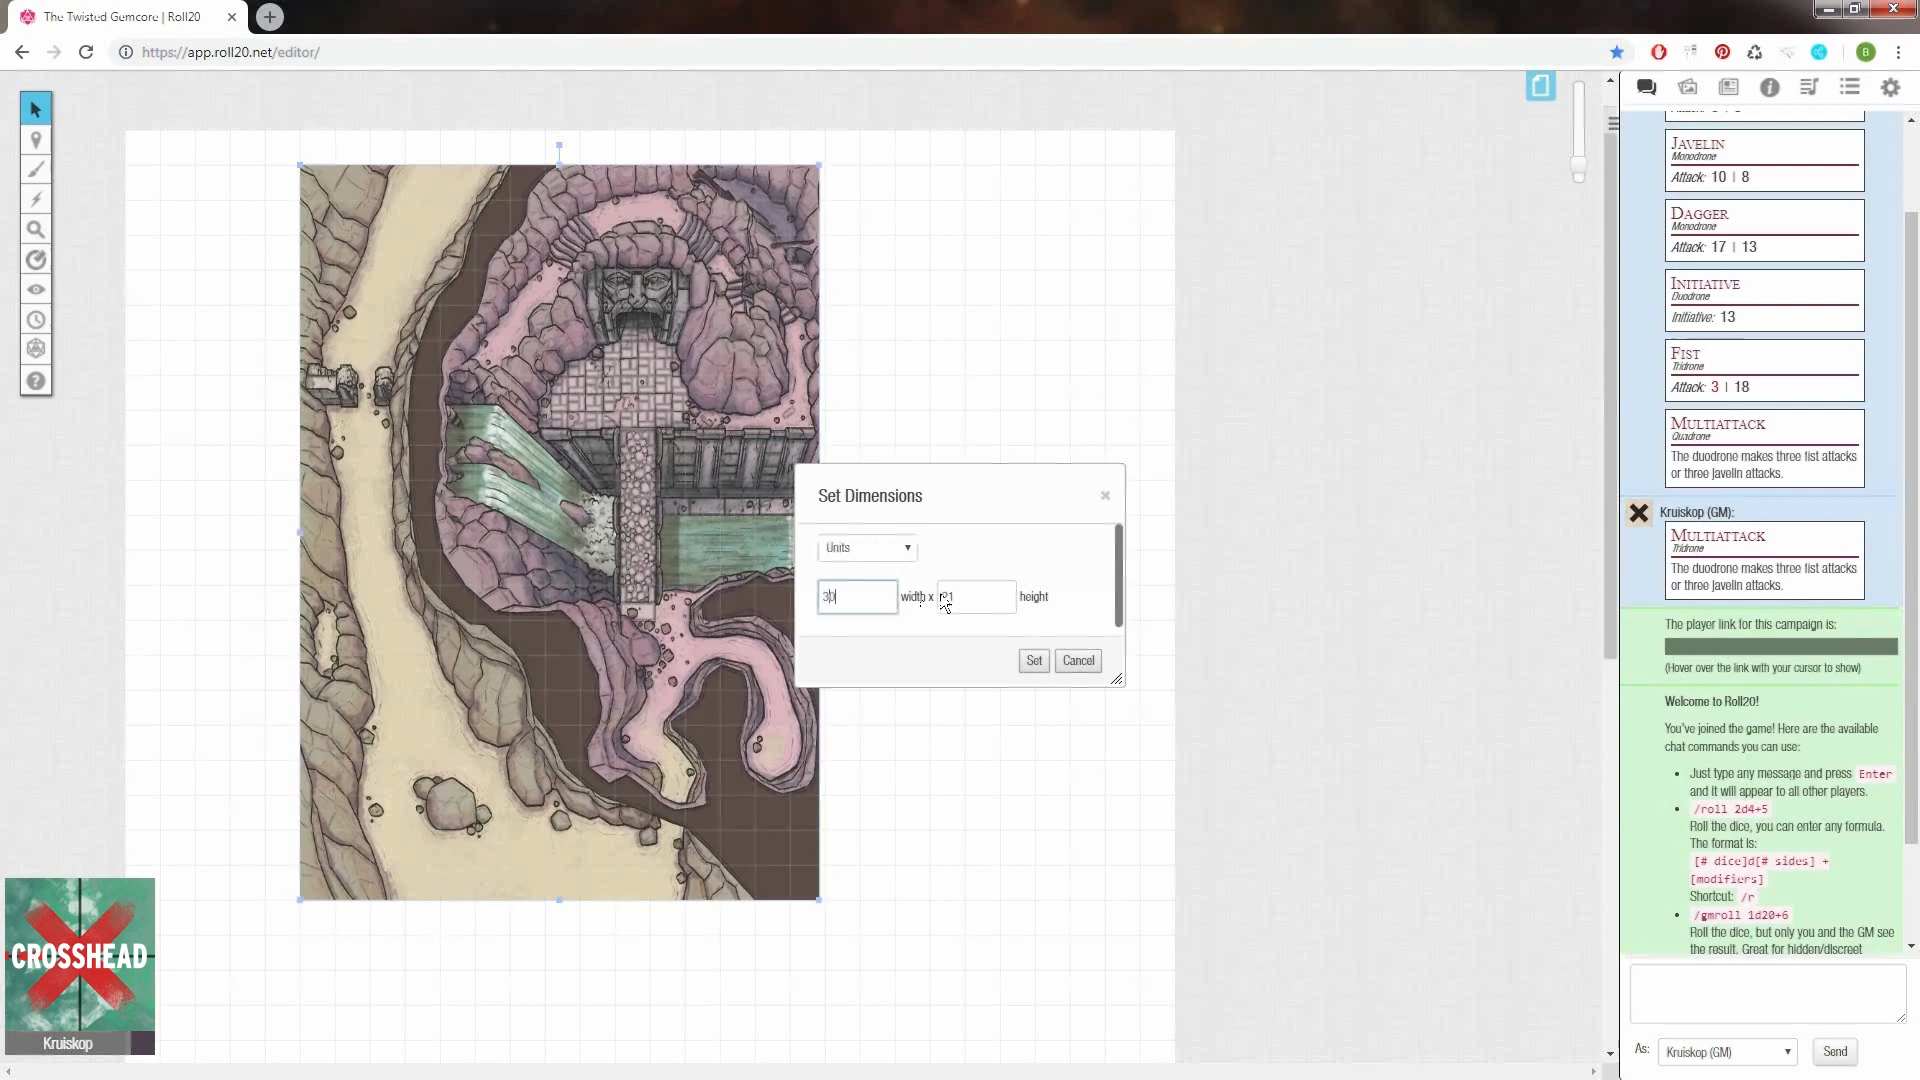 The Twisted Gemcore | Roll20
https://app.roll20.net/editor/
B
JAVELIN
Monodrone
Attack: 10 | 8
DAGGER
Monodrone
Attack: 17 | 13
INITIATIVE
Duodrone
Initiative: 13
FIST
Tridrone
Attack: 3 | 18
MULTIATTACK
Quadrone
The duodrone makes three fist attacks
or three javelin attacks.
Kruiskop (GM):
MULTIATTACK
Tridrone
The duodrone makes three fist attacks
or three javelin attacks.
The player link for this campaign is:
(Hover over the link with your cursor to show)
Welcome to Roll20!
You've joined the game! Here are the available
chat commands you can use:
Just type any message and press Enter
and it will appear to all other players.
/roll 2d4+5
Roll the dice, you can enter any formula.
The format is:
[# dice]d[# sides] +
[modifiers]
Shortcut: /r
/gmroll 1d20+6
Roll the dice, but only you and the GM see
the result. Great for hidden/discreet
As: Kruiskop (GM)
Send
Set Dimensions
Units
30 width x 21 height
Set Cancel
CROSSHEAD
Kruiskop